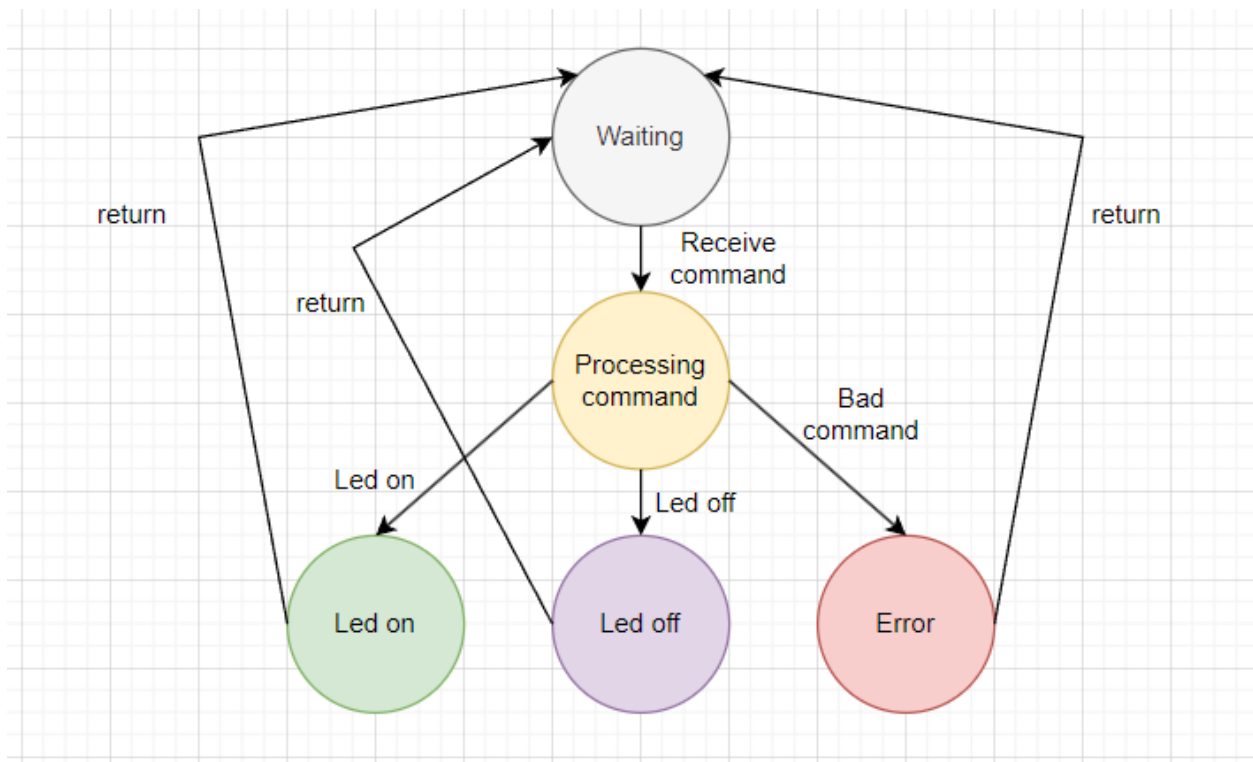 Waiting
return
return
Receive
command
return
Processing
command
Bad
command
Led on
Led off
Led on
Led off
Error